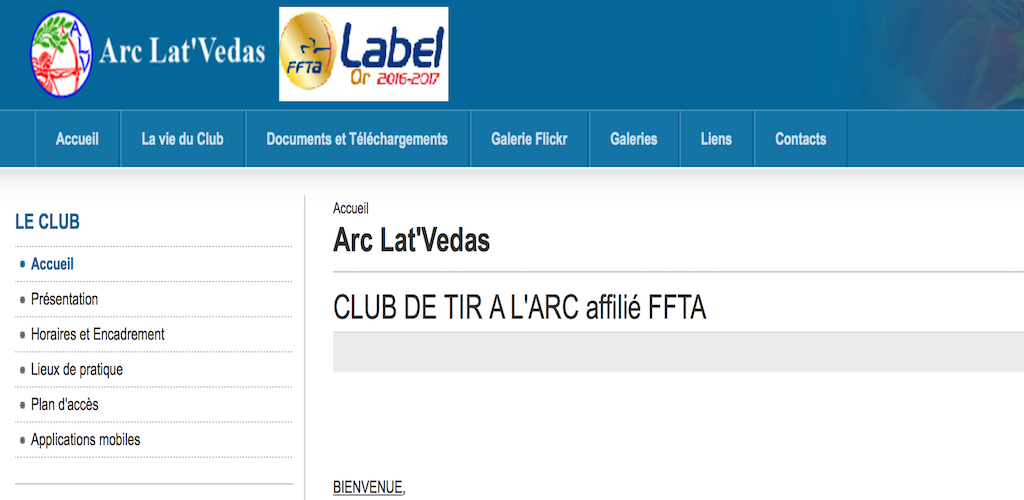 ALV
Arc Lat'Vedas
FFTA
Label
Or 2016-2017
Accueil
La vie du Club
Documents et Téléchargements
Galerie Flickr
Galeries
Liens
Contacts
LE CLUB
Accueil
Présentation
Horaires et Encadrement
Lieux de pratique
Plan d'accès
Applications mobiles
Accueil
Arc Lat'Vedas
CLUB DE TIR A L'ARC affilié FFTA
BIENVENUE,